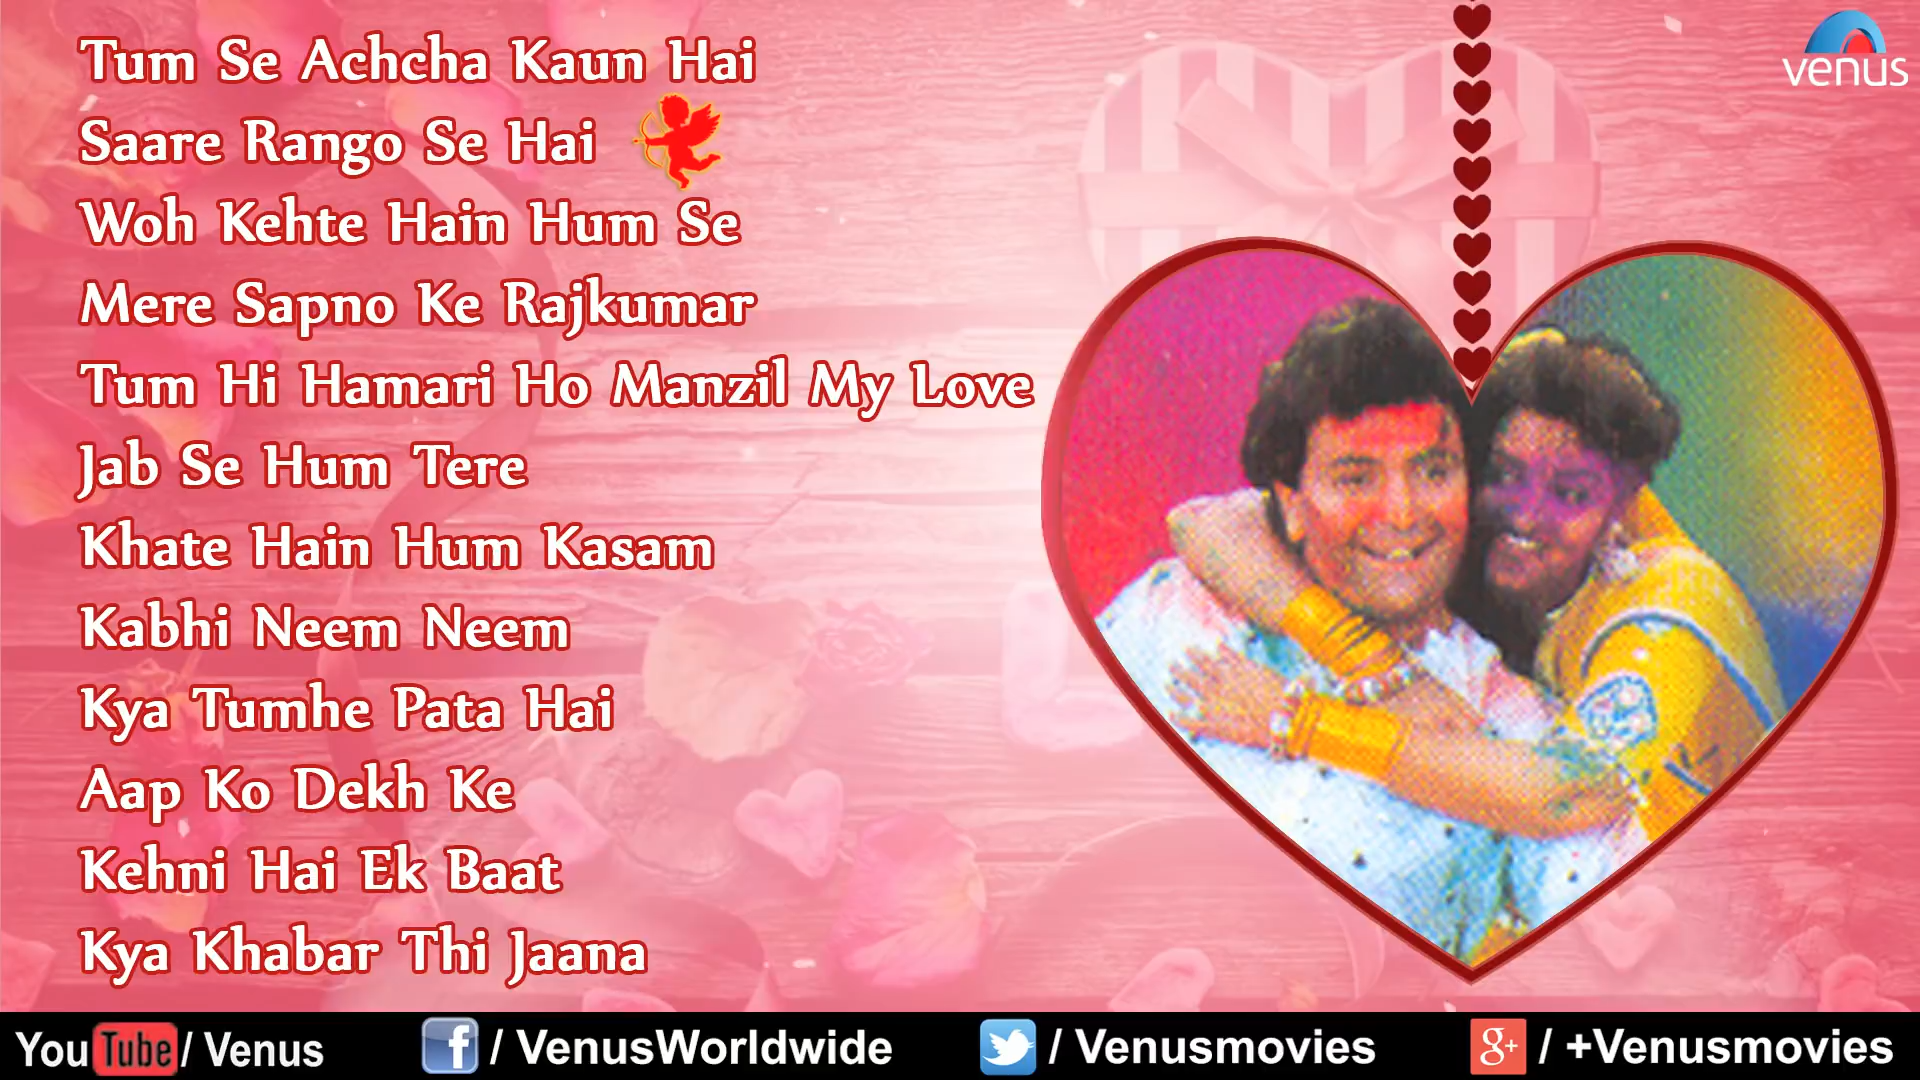 venus
Tum Se Achcha Kaun Hai
Saare Rango Se Hai
Woh Kehte Hain Hum Se
Mere Sapno Ke Rajkumar
Tum Hi Hamari Ho Manzil My Love
Jab Se Hum Tere
Khate Hain Hum Kasam
Kabhi Neem Neem
Kya Tumhe Pata Hai
Aap Ko Dekh Ke
Kehni Hai Ek Baat
Kya Khabar Thi Jaana
YouTube / Venus f / VenusWorldwide / Venusmovies g+ / +Venusmovies